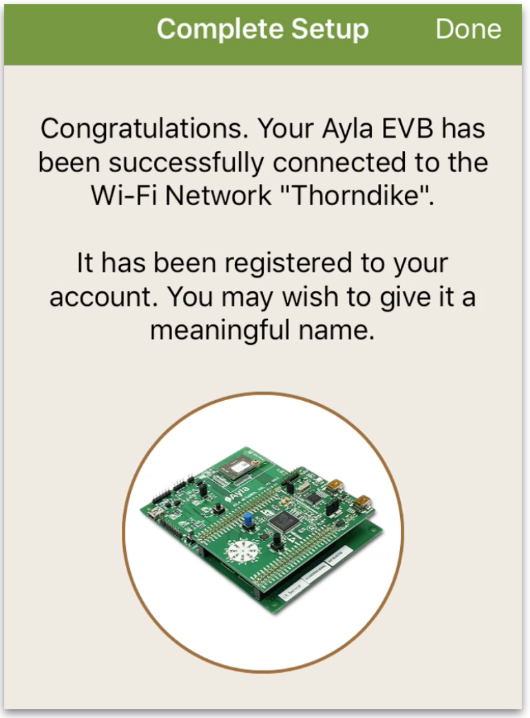 Complete Setup
Done
Congratulations. Your Ayla EVB has
been successfully connected to the
Wi-Fi Network "Thorndike".
It has been registered to your
account. You may wish to give it a
meaningful name.
Ayla